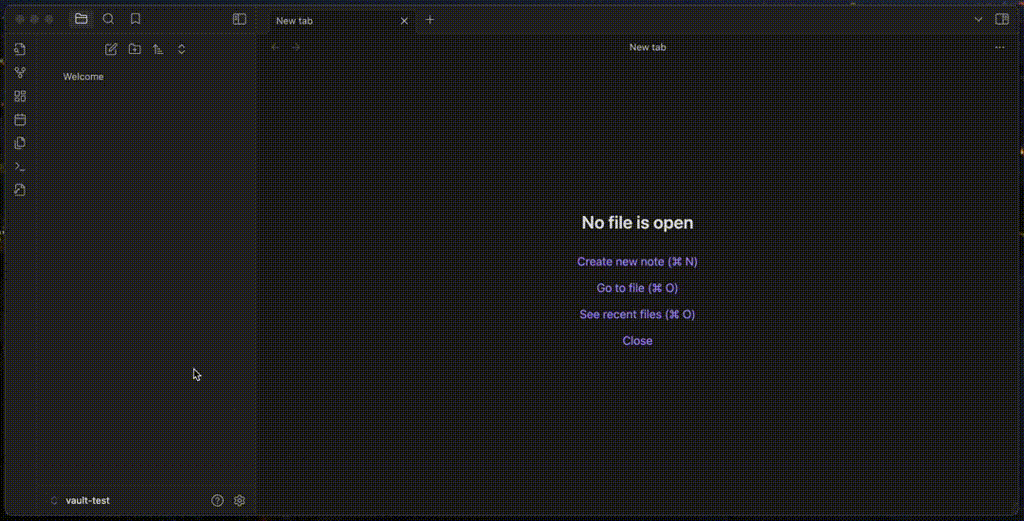 New tab
New tab
Welcome
No file is open
Create new note (⌘ N)
Go to file (⌘ O)
See recent files (⌘ O)
Close
vault-test